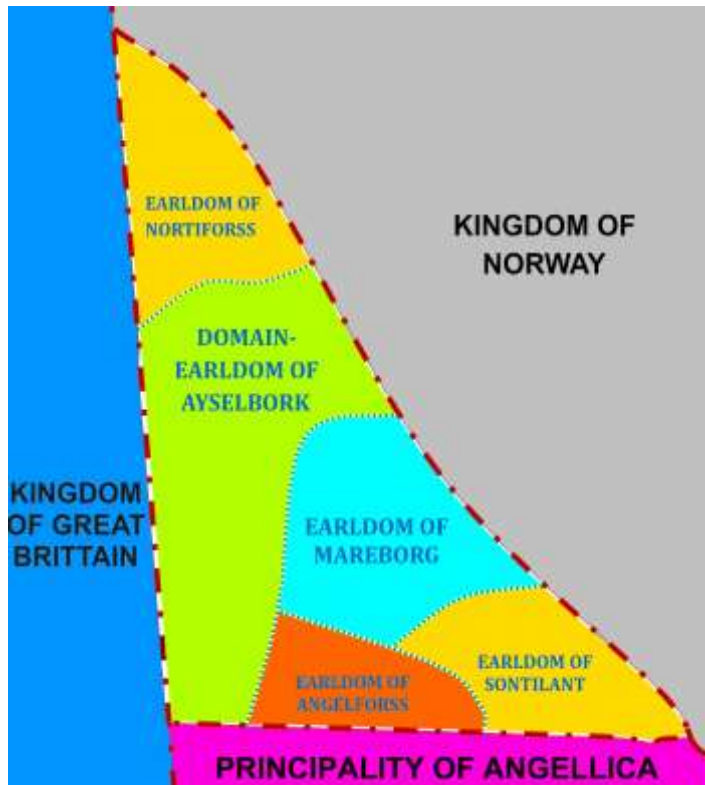 EARLDOM OF
NORTIFORSS
KINGDOM OF
NORWAY
DOMAIN-
EARLDOM OF
AYSELBORK
KINGDOM
OF GREAT
BRITTAIN
EARLDOM OF
MAREBORG
EARLDOM OF
SONTILANT
EARLDOM OF
ANGELFORSS
PRINCIPALITY OF ANGELLICA